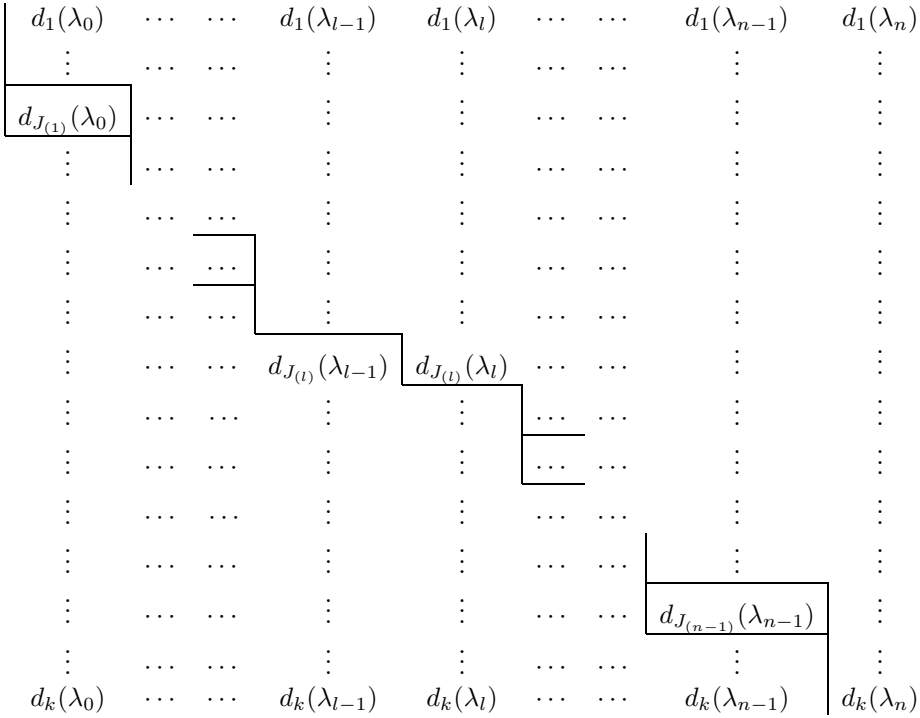 d_1(λ_0) ⋯ ⋯ d_1(λ_{l−1}) d_1(λ_l) ⋯ ⋯ d_1(λ_{n−1}) d_1(λ_n)
⋮ ⋯ ⋯ ⋮ ⋮ ⋯ ⋯ ⋮ ⋮
d_{J_{(1)}}(λ_0) ⋯ ⋯ ⋮ ⋮ ⋯ ⋯ ⋮ ⋮
⋮ ⋯ ⋯ ⋮ ⋮ ⋯ ⋯ ⋮ ⋮
⋮ ⋯ ⋯ ⋮ ⋮ ⋯ ⋯ ⋮ ⋮
⋮ ⋯ ⋯ ⋮ ⋮ ⋯ ⋯ ⋮ ⋮
⋮ ⋯ ⋯ ⋮ ⋮ ⋯ ⋯ ⋮ ⋮
⋮ ⋯ ⋯ d_{J_{(l)}}(λ_{l−1}) d_{J_{(l)}}(λ_l) ⋯ ⋯ ⋮ ⋮
⋮ ⋯ ⋯ ⋮ ⋮ ⋯ ⋯ ⋮ ⋮
⋮ ⋯ ⋯ ⋮ ⋮ ⋯ ⋯ ⋮ ⋮
⋮ ⋯ ⋯ ⋮ ⋮ ⋯ ⋯ ⋮ ⋮
⋮ ⋯ ⋯ ⋮ ⋮ ⋯ ⋯ ⋮ ⋮
⋮ ⋯ ⋯ ⋮ ⋮ ⋯ ⋯ d_{J_{(n−1)}}(λ_{n−1}) ⋮
⋮ ⋯ ⋯ ⋮ ⋮ ⋯ ⋯ ⋮ ⋮
d_k(λ_0) ⋯ ⋯ d_k(λ_{l−1}) d_k(λ_l) ⋯ ⋯ d_k(λ_{n−1}) d_k(λ_n)